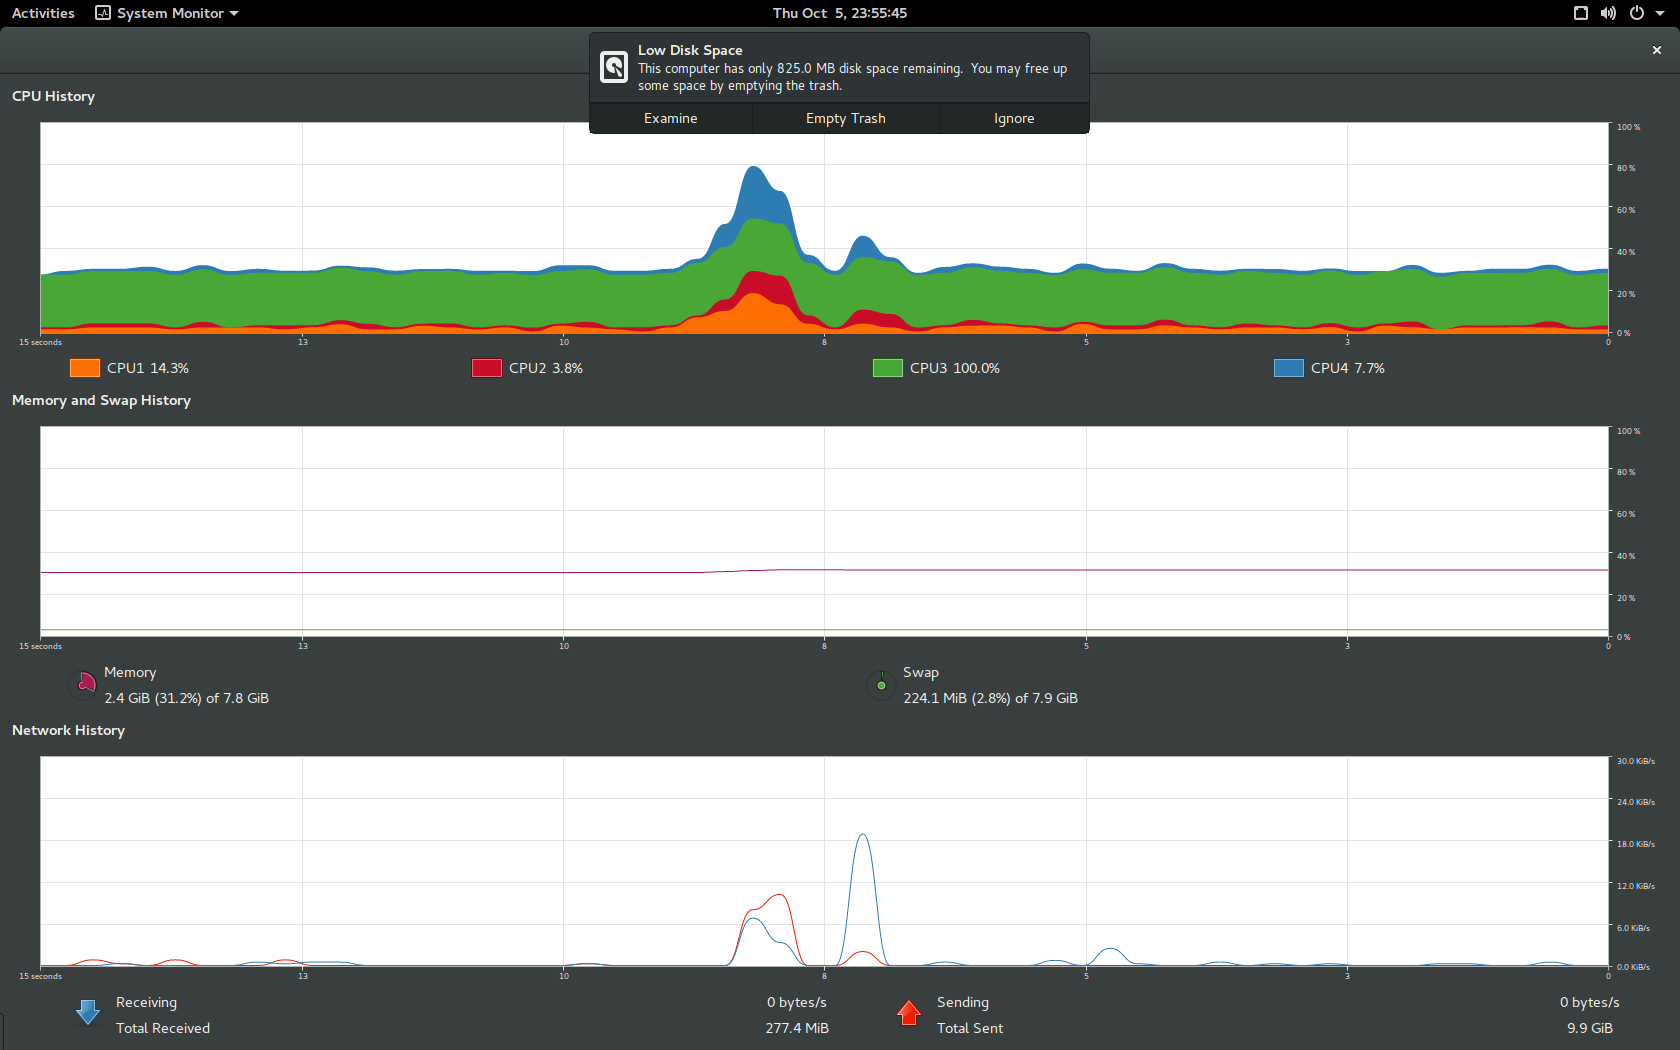 Activities System Monitor Thu Oct 5, 23:55:45
Low Disk Space
This computer has only 825.0 MB disk space remaining. You may free up
some space by emptying the trash.
Examine Empty Trash Ignore
CPU History
100 %
80 %
60 %
40 %
20 %
0 %
15 seconds 13 10 8 5 3 0
CPU1 14.3% CPU2 3.8% CPU3 100.0% CPU4 7.7%
Memory and Swap History
100 %
80 %
60 %
40 %
20 %
0 %
15 seconds 13 10 8 5 3 0
Memory Swap
2.4 GiB (31.2%) of 7.8 GiB 224.1 MiB (2.8%) of 7.9 GiB
Network History
30.0 KiB/s
24.0 KiB/s
18.0 KiB/s
12.0 KiB/s
6.0 KiB/s
0.0 KiB/s
15 seconds 13 10 8 5 3 0
Receiving 0 bytes/s Sending 0 bytes/s
Total Received 277.4 MiB Total Sent 9.9 GiB